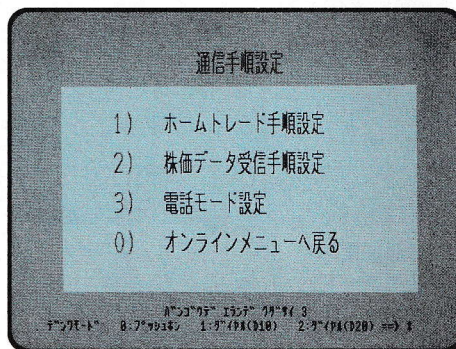 通信手順設定
1) ホームトレード手順設定
2) 株価データ受信手順設定
3) 電話モード設定
0) オンラインメニューへ戻る
バンゴウデ エランデ クダサイ 3
デンワモード 0:プッシュホン 1:ダイヤル(D10) 2:ダイヤル(D20) ==>